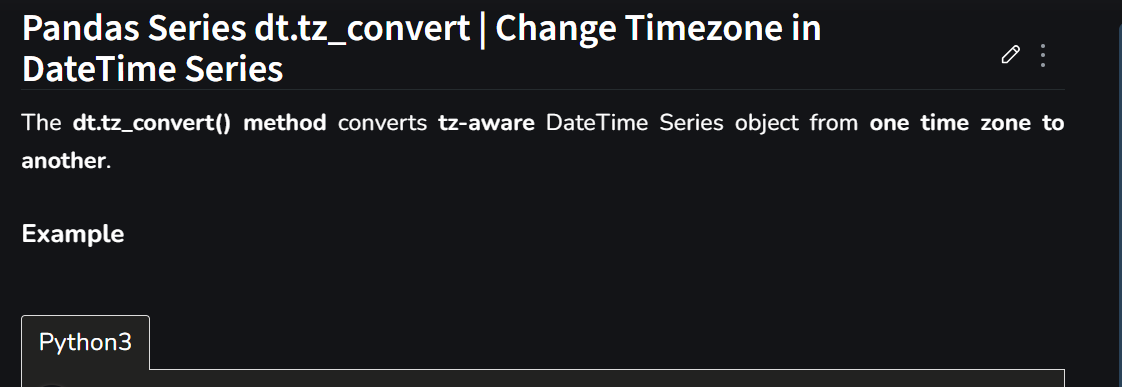 Pandas Series dt.tz_convert | Change Timezone in
DateTime Series
The dt.tz_convert() method converts tz-aware DateTime Series object from one time zone to
another.
Example
Python3